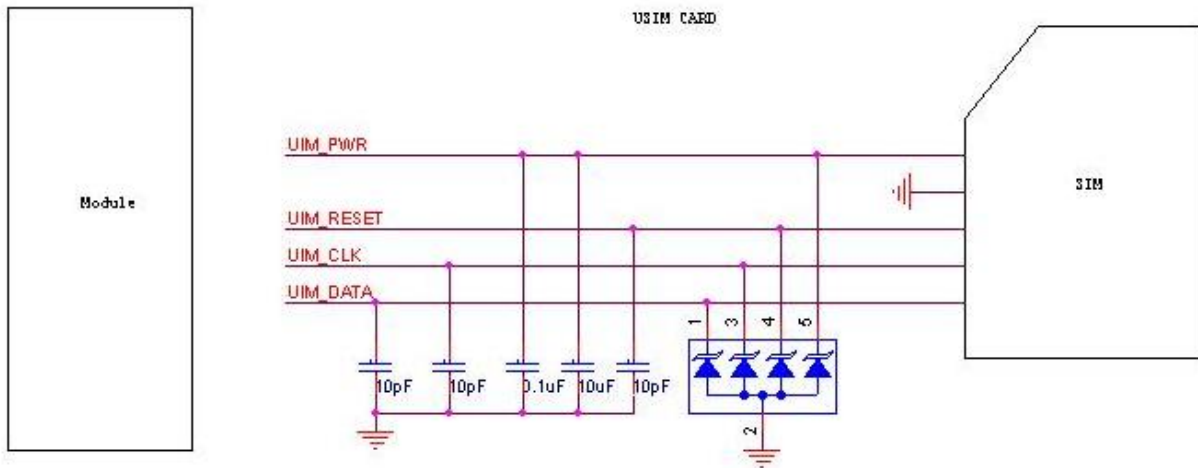 USIM CARD
UIM_PWR
SIM
Module
UIM_RESET
UIM_CLK
UIM_DATA
1 3 4 5
10pF 10pF 0.1uF 10uF 10pF
2